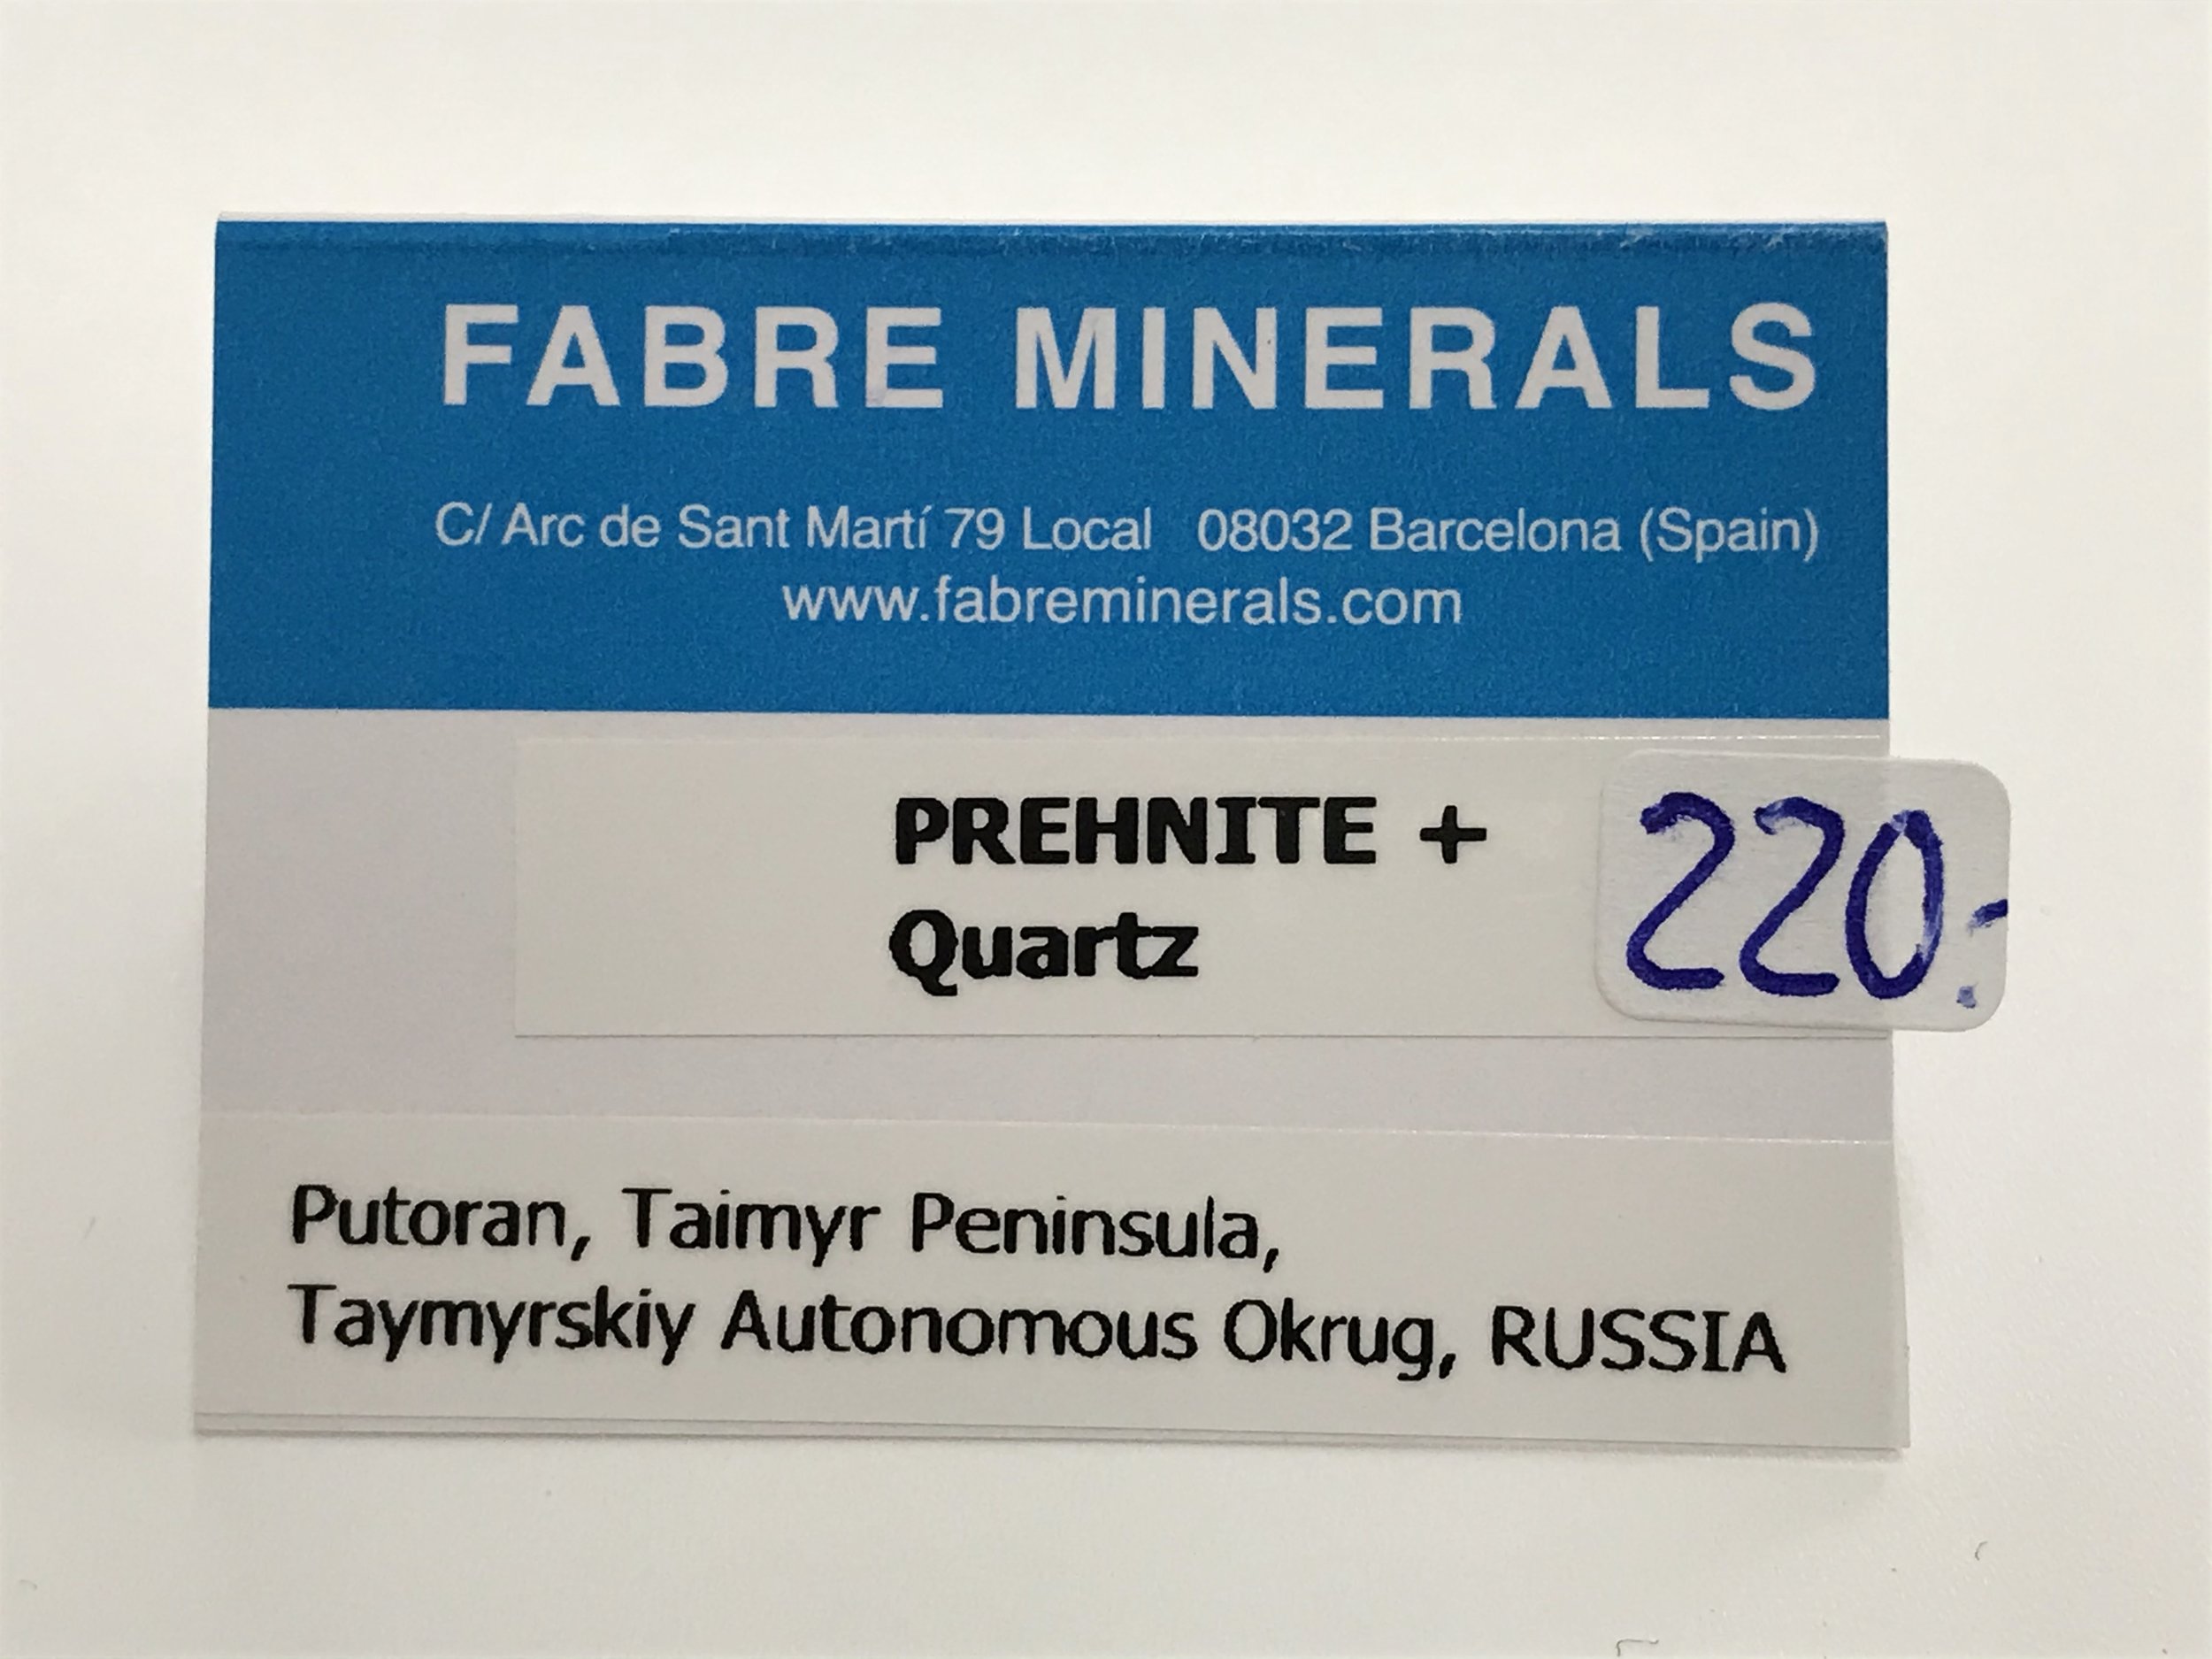 FABRE MINERALS
C/ Arc de Sant Martí 79 Local 08032 Barcelona (Spain)
www.fabreminerals.com
PREHNITE +
Quartz
220.-
Putoran, Taimyr Peninsula,
Taymyrskiy Autonomous Okrug, RUSSIA